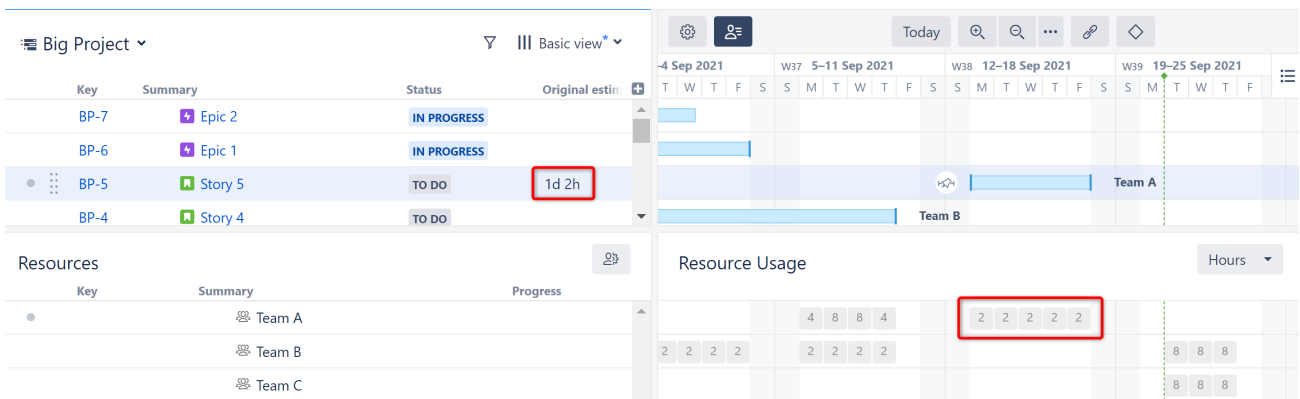 Big Project
Basic view*
Today
-4 Sep 2021 W37 5–11 Sep 2021 W38 12–18 Sep 2021 W39 19–25 Sep 2021
Key Summary Status Original estim
T W T F S S M T W T F S S M T W T F S S M T W T F
BP-7 Epic 2 IN PROGRESS
BP-6 Epic 1 IN PROGRESS
BP-5 Story 5 TO DO 1d 2h Team A
BP-4 Story 4 TO DO Team B
Resources
Resource Usage
Hours
Key Summary Progress
Team A 4 8 8 4 2 2 2 2 2
Team B 2 2 2 2 2 2 2 2 8 8 8
Team C 8 8 8